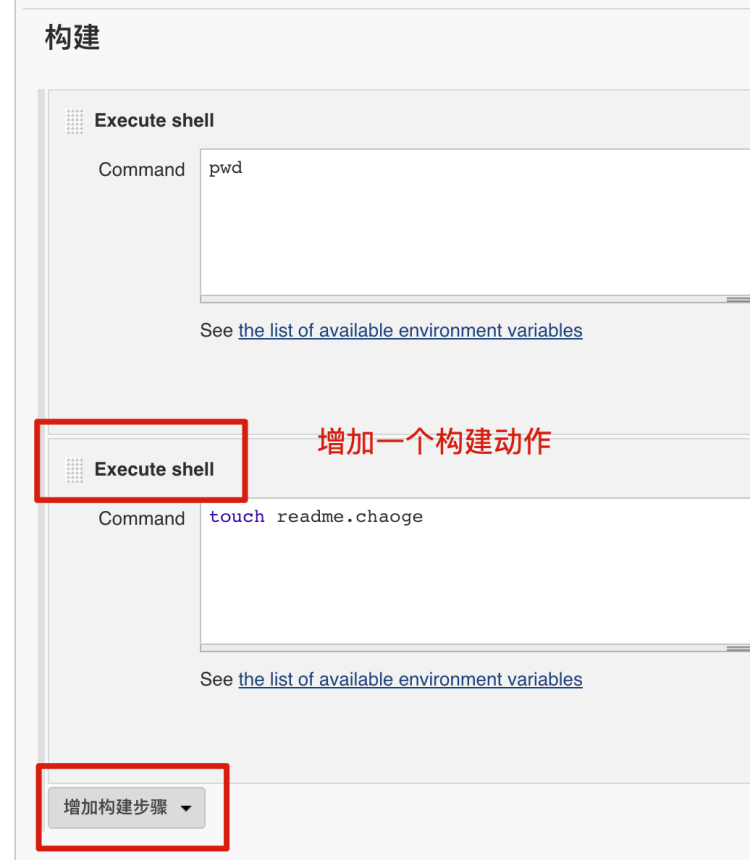 构建
Execute shell
Command
pwd
See the list of available environment variables
增加一个构建动作
Execute shell
Command
touch readme.chaoge
See the list of available environment variables
增加构建步骤